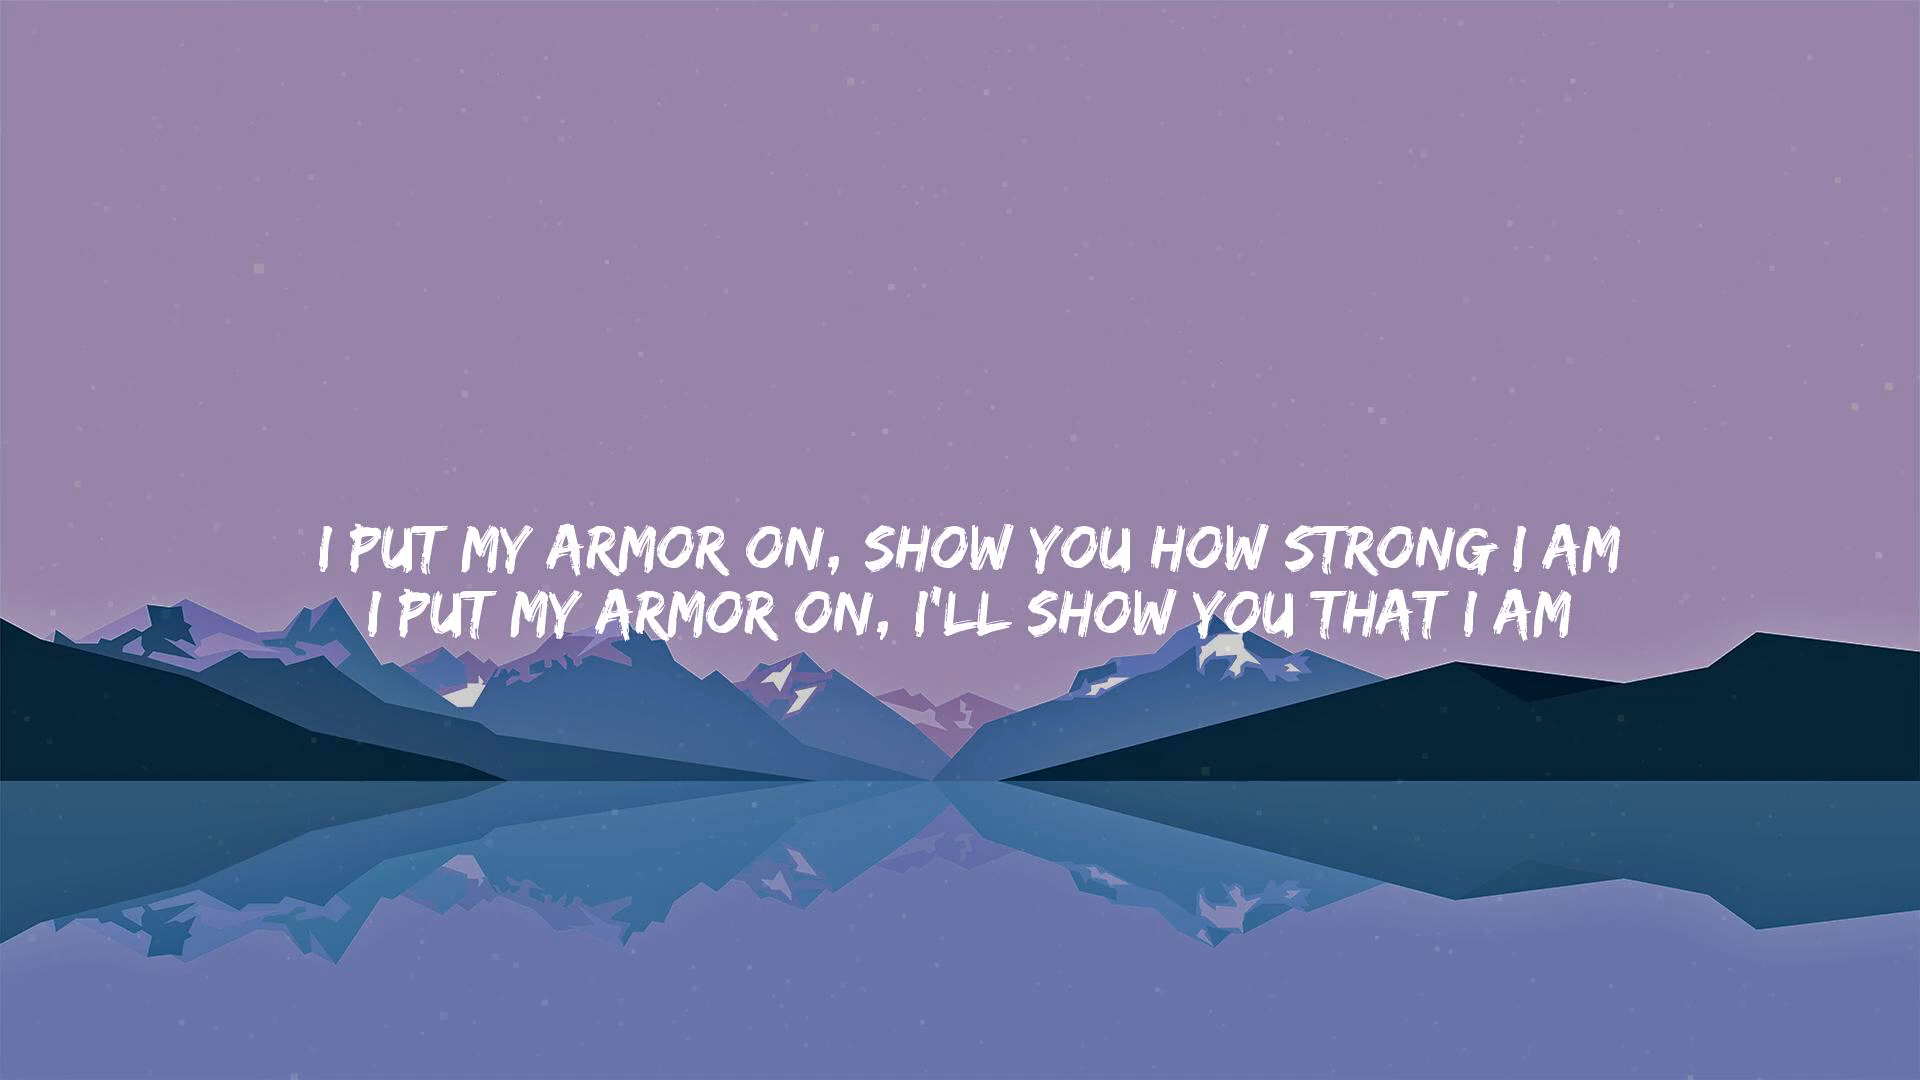 I PUT MY ARMOR ON, SHOW YOU HOW STRONG I AM
I PUT MY ARMOR ON, I'LL SHOW YOU THAT I AM